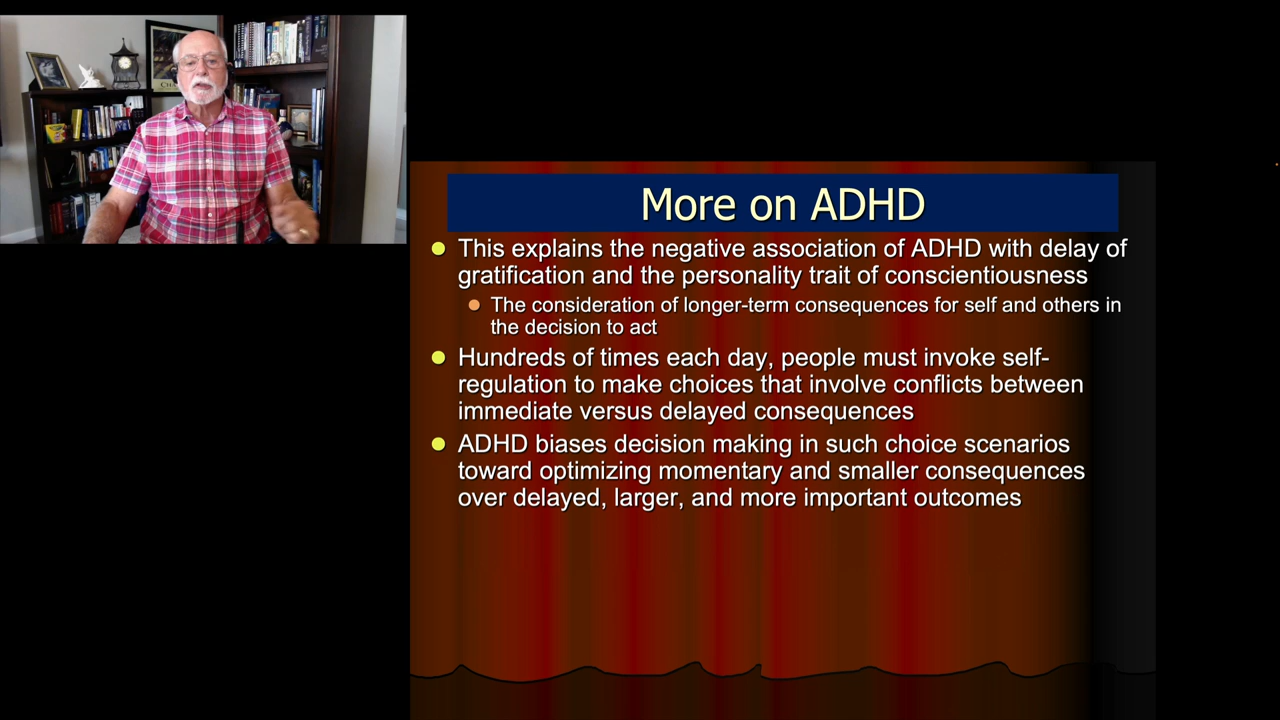 More on ADHD
This explains the negative association of ADHD with delay of
gratification and the personality trait of conscientiousness
The consideration of longer-term consequences for self and others in
the decision to act
Hundreds of times each day, people must invoke self-
regulation to make choices that involve conflicts between
immediate versus delayed consequences
ADHD biases decision making in such choice scenarios
toward optimizing momentary and smaller consequences
over delayed, larger, and more important outcomes